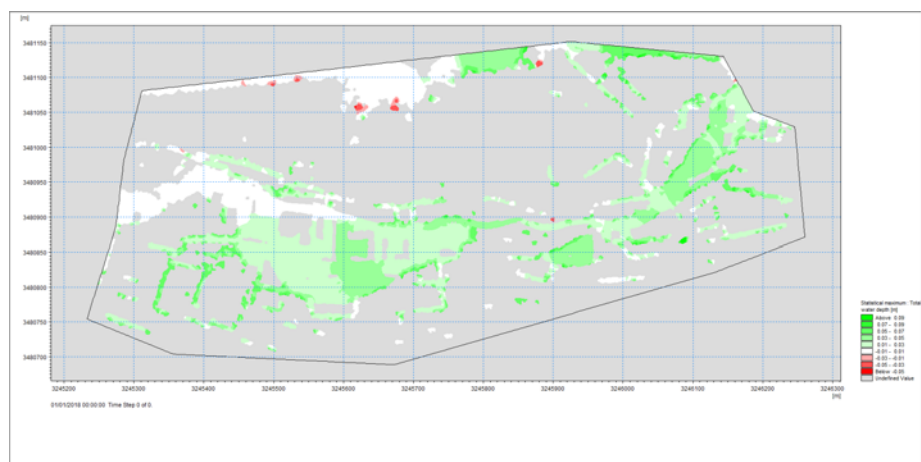 [m]
3481150
3481100
3481050
3481000
3480950
3480900
3480850
3480800
3480750
3480700
3245200 3245300 3245400 3245500 3245600 3245700 3245800 3245900 3246000 3246100 3246200 3246300
[m]
01/01/2018 00:00:00 Time Step 0 of 0.
Statistical maximum : Total
water depth [m]
Above 0.09
0.07 - 0.09
0.05 - 0.07
0.03 - 0.05
0.01 - 0.03
-0.01 - 0.01
-0.03 - -0.01
-0.05 - -0.03
Below -0.05
Undefined Value